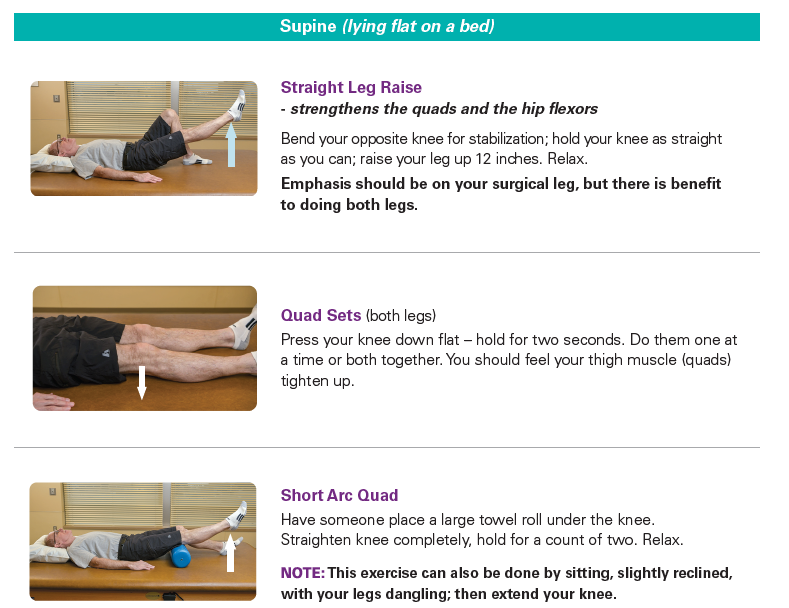 Supine (lying flat on a bed)
Straight Leg Raise
- strengthens the quads and the hip flexors
Bend your opposite knee for stabilization; hold your knee as straight
as you can; raise your leg up 12 inches. Relax.
Emphasis should be on your surgical leg, but there is benefit
to doing both legs.
Quad Sets (both legs)
Press your knee down flat – hold for two seconds. Do them one at
a time or both together. You should feel your thigh muscle (quads)
tighten up.
Short Arc Quad
Have someone place a large towel roll under the knee.
Straighten knee completely, hold for a count of two. Relax.
NOTE: This exercise can also be done by sitting, slightly reclined,
with your legs dangling; then extend your knee.